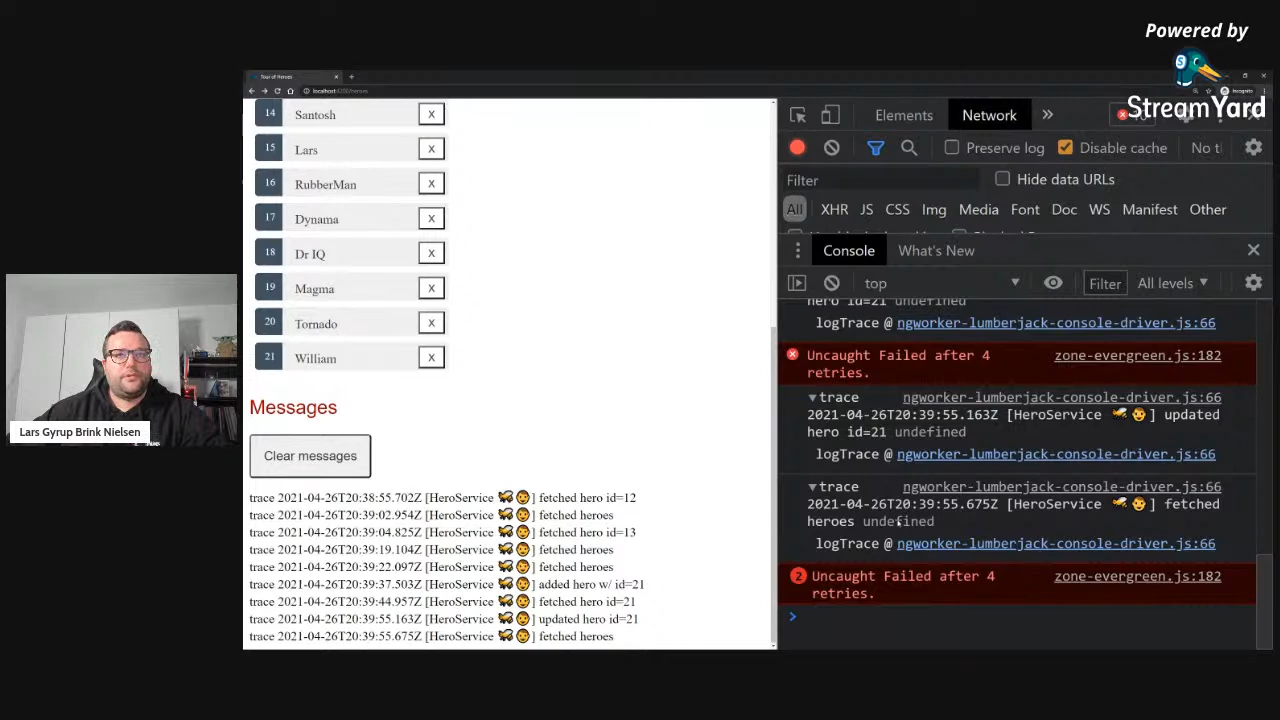 Powered by
StreamYard
Tour of Heroes
localhost:4200/heroes
Incognito
14 Santosh X
15 Lars X
16 RubberMan X
17 Dynama X
18 Dr IQ X
19 Magma X
20 Tornado X
21 William X
Messages
Clear messages
trace 2021-04-26T20:38:55.702Z [HeroService 🐝👨] fetched hero id=12
trace 2021-04-26T20:39:02.954Z [HeroService 🐝👨] fetched heroes
trace 2021-04-26T20:39:04.825Z [HeroService 🐝👨] fetched hero id=13
trace 2021-04-26T20:39:19.104Z [HeroService 🐝👨] fetched heroes
trace 2021-04-26T20:39:22.097Z [HeroService 🐝👨] fetched heroes
trace 2021-04-26T20:39:37.503Z [HeroService 🐝👨] added hero w/ id=21
trace 2021-04-26T20:39:44.957Z [HeroService 🐝👨] fetched hero id=21
trace 2021-04-26T20:39:55.163Z [HeroService 🐝👨] updated hero id=21
trace 2021-04-26T20:39:55.675Z [HeroService 🐝👨] fetched heroes
Elements Network »
Preserve log Disable cache No t
Filter Hide data URLs
All XHR JS CSS Img Media Font Doc WS Manifest Other
Console What's New
top Filter All levels
hero id=21 undefined
logTrace @ ngworker-lumberjack-console-driver.js:66
Uncaught Failed after 4 zone-evergreen.js:182
retries.
trace ngworker-lumberjack-console-driver.js:66
2021-04-26T20:39:55.163Z [HeroService 🐝👨] updated
hero id=21 undefined
logTrace @ ngworker-lumberjack-console-driver.js:66
trace ngworker-lumberjack-console-driver.js:66
2021-04-26T20:39:55.675Z [HeroService 🐝👨] fetched
heroes undefined
logTrace @ ngworker-lumberjack-console-driver.js:66
2 Uncaught Failed after 4 zone-evergreen.js:182
retries.
Lars Gyrup Brink Nielsen